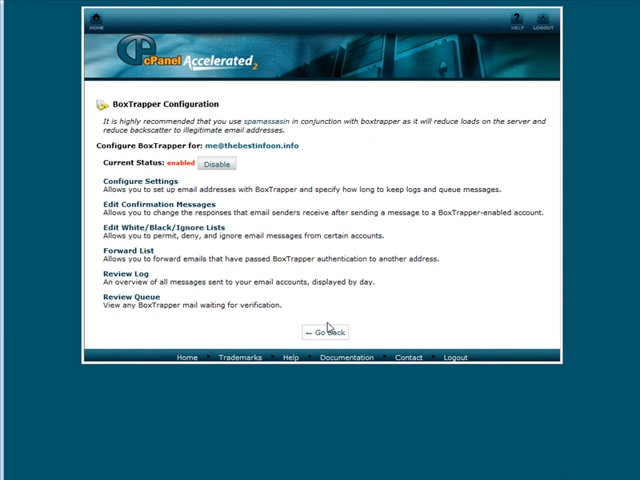 HOME
HELP
LOGOUT
cPanel Accelerated2
BoxTrapper Configuration
It is highly recommended that you use spamassasin in conjunction with boxtrapper as it will reduce loads on the server and
reduce backscatter to illegitimate email addresses.
Configure BoxTrapper for: me@thebestinfoon.info
Current Status: enabled Disable
Configure Settings
Allows you to set up email addresses with BoxTrapper and specify how long to keep logs and queue messages.
Edit Confirmation Messages
Allows you to change the responses that email senders receive after sending a message to a BoxTrapper-enabled account.
Edit White/Black/Ignore Lists
Allows you to permit, deny, and ignore email messages from certain accounts.
Forward List
Allows you to forward emails that have passed BoxTrapper authentication to another address.
Review Log
An overview of all messages sent to your email accounts, displayed by day.
Review Queue
View any BoxTrapper mail waiting for verification.
← Go Back
Home Trademarks Help Documentation Contact Logout